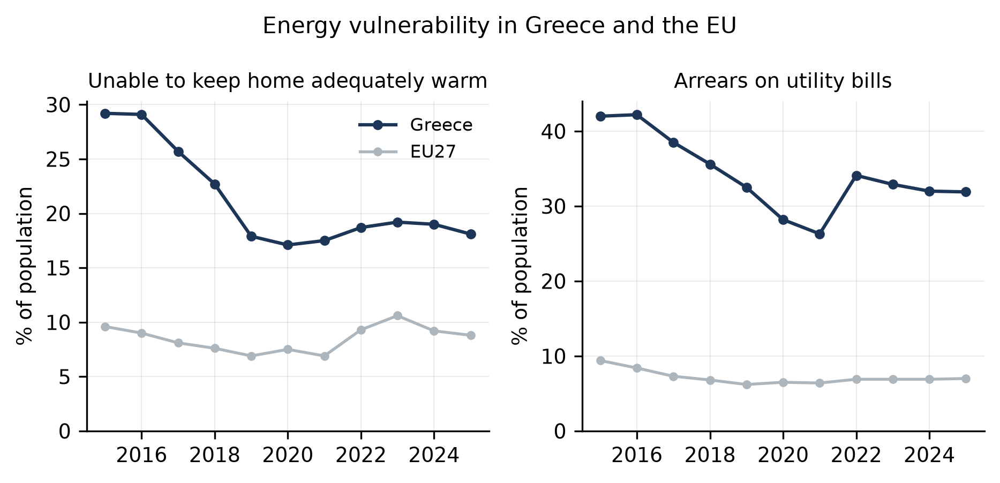 Energy vulnerability in Greece and the EU
Unable to keep home adequately warm
% of population
30
25
20
15
10
5
0
2016 2018 2020 2022 2024
Greece
EU27
Arrears on utility bills
% of population
40
30
20
10
0
2016 2018 2020 2022 2024